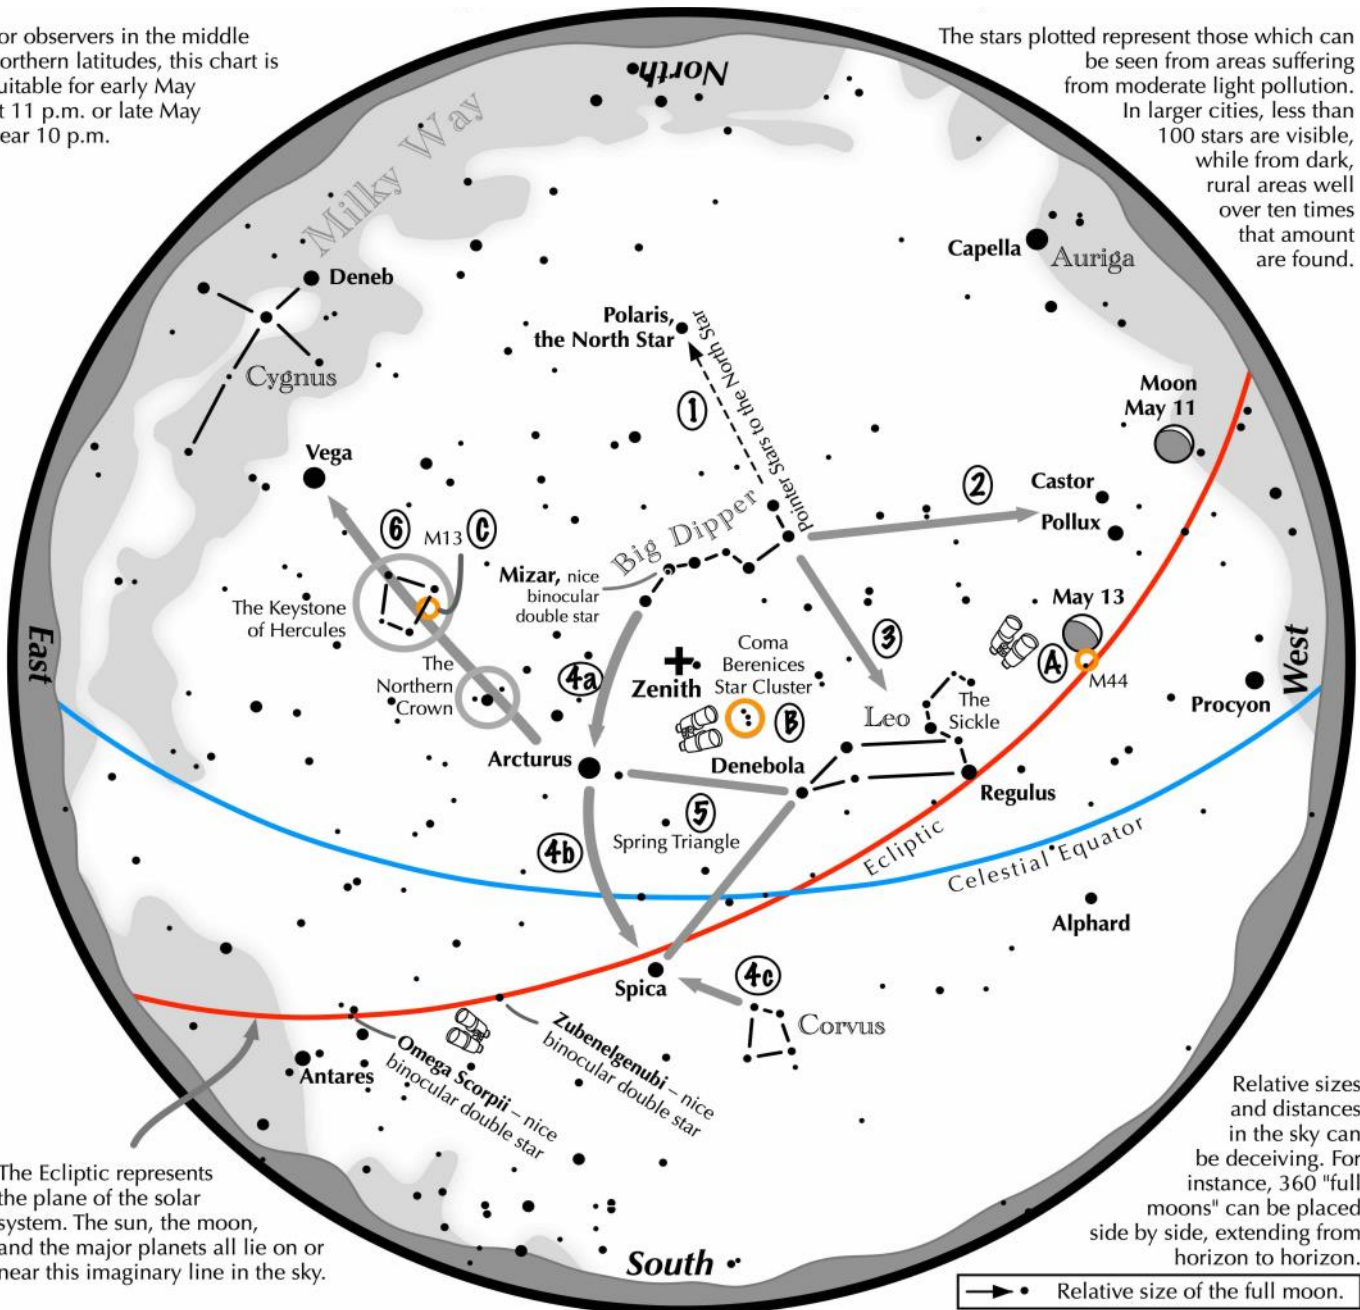 or observers in the middle
orthern latitudes, this chart is
uitable for early May
t 11 p.m. or late May
ear 10 p.m.
The stars plotted represent those which can
be seen from areas suffering
from moderate light pollution.
In larger cities, less than
100 stars are visible,
while from dark,
rural areas well
over ten times
that amount
are found.
North
Milky Way
Capella
Auriga
Deneb
Cygnus
Polaris,
the North Star
Pointer Stars to the North Star
1
Moon
May 11
Vega
Castor
Pollux
2
6
M13 C
Big Dipper
Mizar, nice
binocular
double star
The Keystone
of Hercules
May 13
A
M44
3
East
West
The
Northern
Crown
4a
Zenith
Coma
Berenices
Star Cluster
B
Leo
The
Sickle
Procyon
Arcturus
Denebola
Regulus
5
Spring Triangle
4b
Ecliptic
Celestial Equator
Alphard
Spica
4c
Corvus
Zubenelgenubi – nice
binocular double star
Omega Scorpii – nice
binocular double star
Antares
The Ecliptic represents
the plane of the solar
system. The sun, the moon,
and the major planets all lie on or
near this imaginary line in the sky.
South
Relative sizes
and distances
in the sky can
be deceiving. For
instance, 360 "full
moons" can be placed
side by side, extending from
horizon to horizon.
Relative size of the full moon.